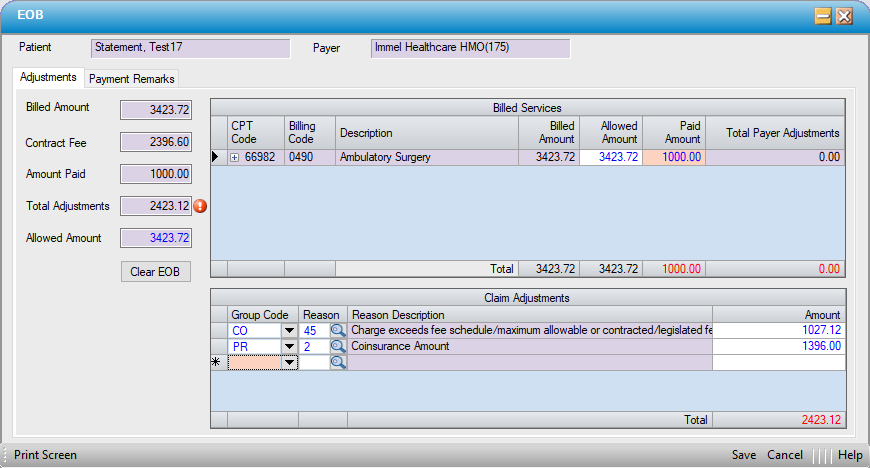 EOB
Patient Statement, Test17 Payer Immel Healthcare HMO(175)
Adjustments Payment Remarks
Billed Amount 3423.72
Contract Fee 2396.60
Amount Paid 1000.00
Total Adjustments 2423.12
Allowed Amount 3423.72
Clear EOB
Billed Services
CPT Code Billing Code Description Billed Amount Allowed Amount Paid Amount Total Payer Adjustments
66982 0490 Ambulatory Surgery 3423.72 3423.72 1000.00 0.00
Total 3423.72 3423.72 1000.00 0.00
Claim Adjustments
Group Code Reason Reason Description Amount
CO 45 Charge exceeds fee schedule/maximum allowable or contracted/legislated fe 1027.12
PR 2 Coinsurance Amount 1396.00
Total 2423.12
Print Screen Save Cancel Help